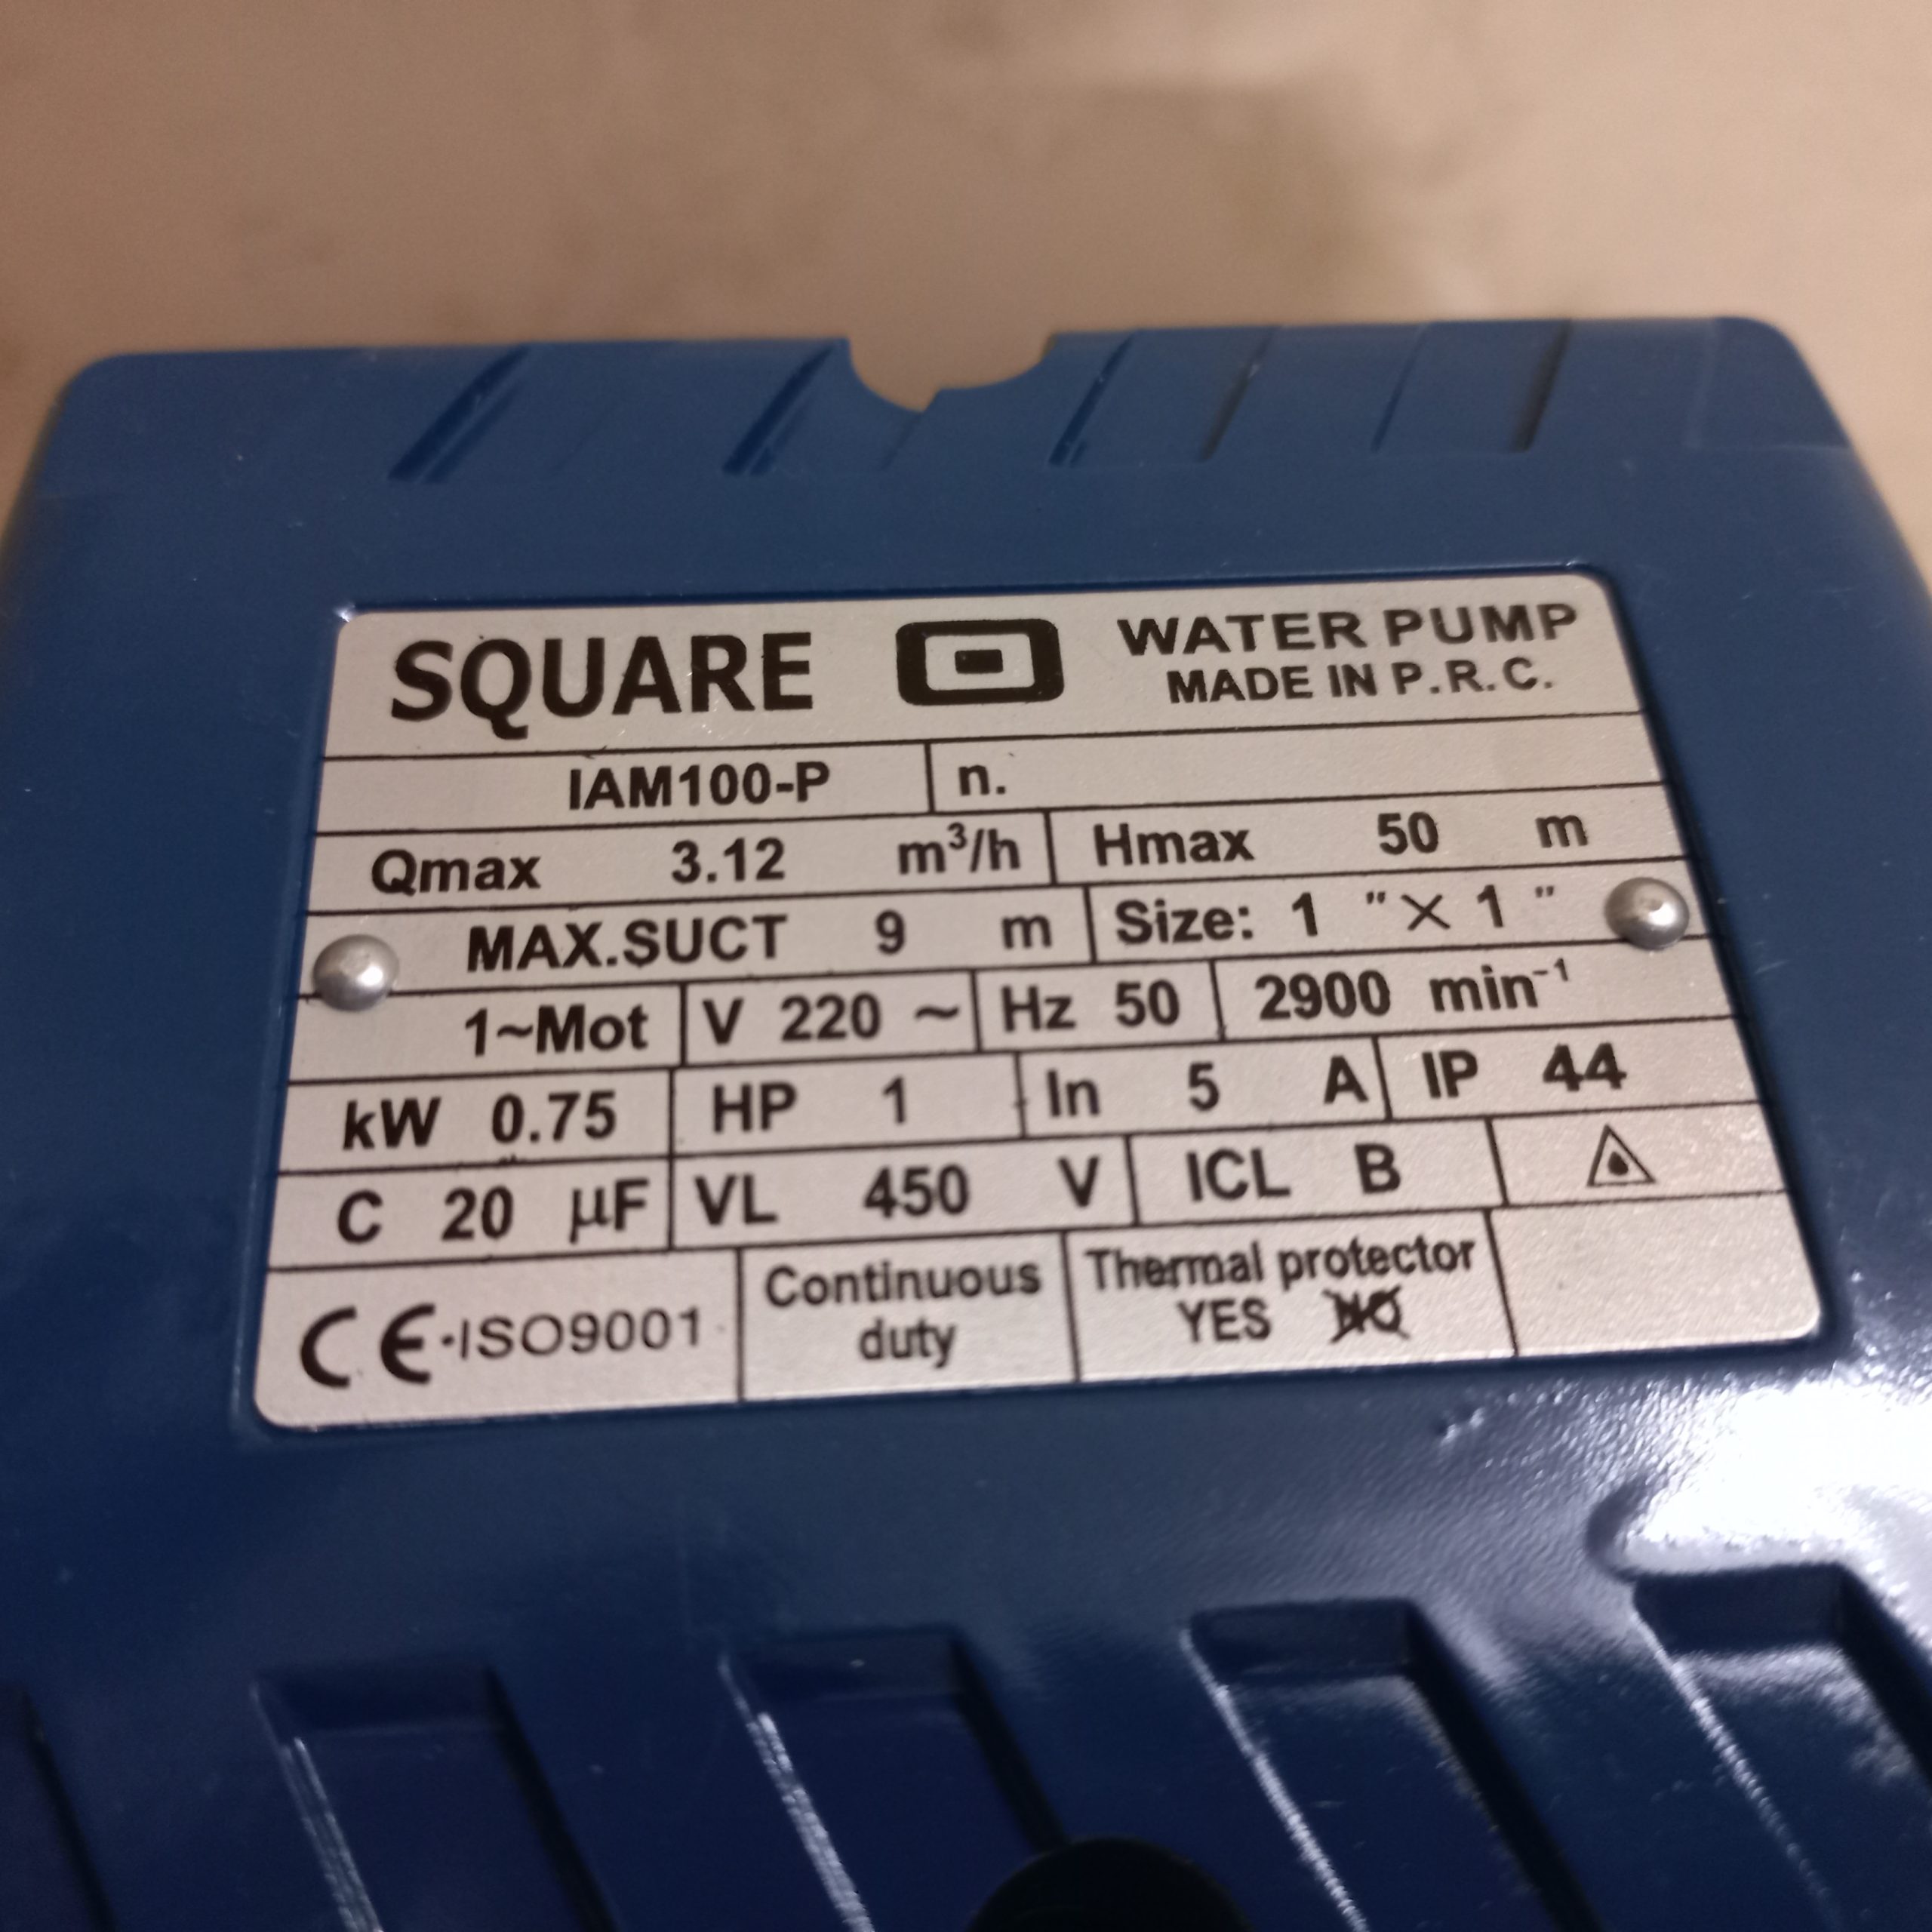 SQUARE WATER PUMP
MADE IN P.R.C.
IAM100-P n.
Qmax 3.12 m³/h Hmax 50 m
MAX.SUCT 9 m Size: 1 "×1 "
1~Mot V 220 ~ Hz 50 2900 min⁻¹
kW 0.75 HP 1 In 5 A IP 44
C 20 µF VL 450 V ICL B
CE-ISO9001 Continuous duty Thermal protector
YES NO